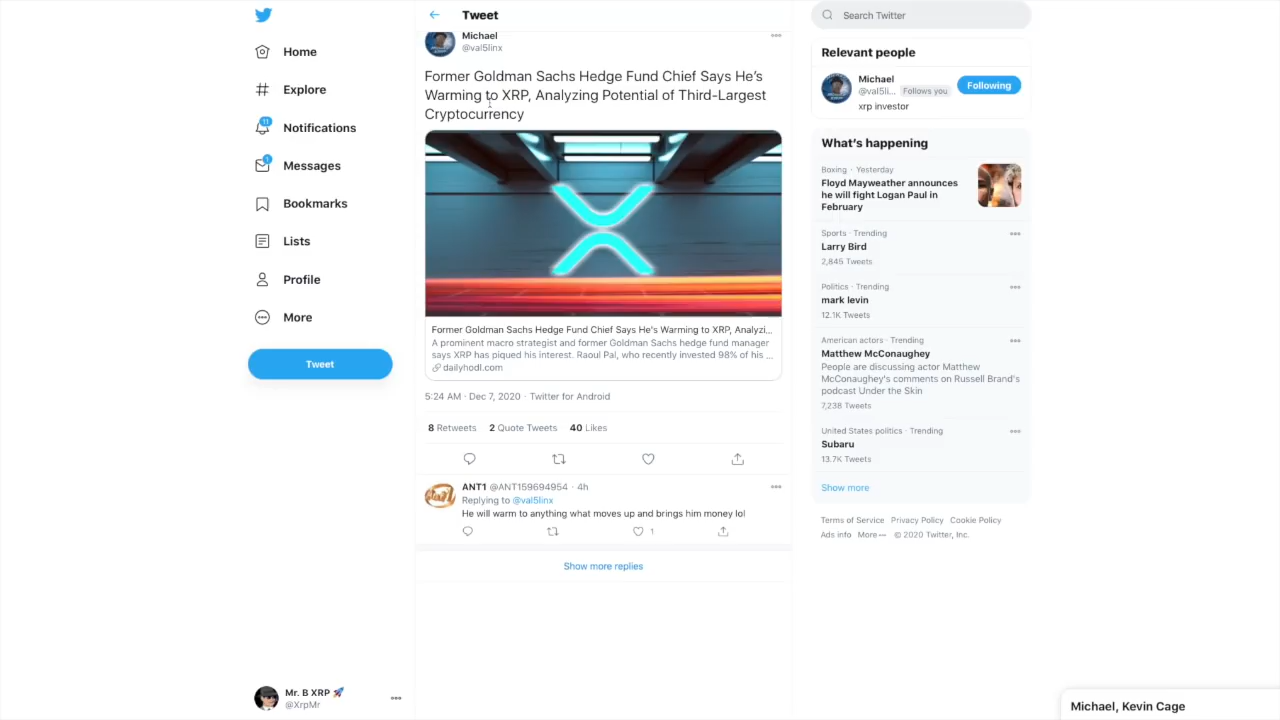 Home
Explore
11
Notifications
1
Messages
Bookmarks
Lists
Profile
More
Tweet
Mr. B XRP 🚀
@XrpMr
Tweet
Michael
@val5linx
Former Goldman Sachs Hedge Fund Chief Says He's
Warming to XRP, Analyzing Potential of Third-Largest
Cryptocurrency
Former Goldman Sachs Hedge Fund Chief Says He's Warming to XRP, Analyzi...
A prominent macro strategist and former Goldman Sachs hedge fund manager
says XRP has piqued his interest. Raoul Pal, who recently invested 98% of his ...
dailyhodl.com
5:24 AM · Dec 7, 2020 · Twitter for Android
8 Retweets 2 Quote Tweets 40 Likes
ANT1 @ANT159694954 · 4h
Replying to @val5linx
He will warm to anything what moves up and brings him money lol
1
Show more replies
Search Twitter
Relevant people
Michael
@val5li... Follows you
Following
xrp investor
What's happening
Boxing · Yesterday
Floyd Mayweather announces
he will fight Logan Paul in
February
Sports · Trending
Larry Bird
2,845 Tweets
Politics · Trending
mark levin
12.1K Tweets
American actors · Trending
Matthew McConaughey
People are discussing actor Matthew
McConaughey's comments on Russell Brand's
podcast Under the Skin
7,238 Tweets
United States politics · Trending
Subaru
13.7K Tweets
Show more
Terms of Service Privacy Policy Cookie Policy
Ads info More ··· © 2020 Twitter, Inc.
Michael, Kevin Cage